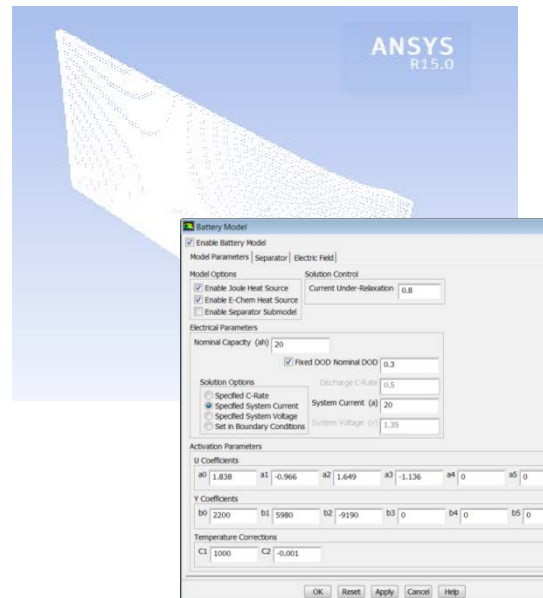 ANSYS
R15.0
Battery Model
Enable Battery Model
Model Parameters Separator Electric Field
Model Options Solution Control
Enable Joule Heat Source Current Under-Relaxation 0.8
Enable E-Chem Heat Source
Enable Separator Submodel
Electrical Parameters
Nominal Capacity (ah) 20
Fixed DOD Nominal DOD 0.3
Solution Options Discharge C-Rate 0.5
Specified C-Rate
Specified System Current System Current (a) 20
Specified System Voltage
Set in Boundary Conditions System Voltage (v) 1.35
Activation Parameters
U Coefficients
a0 1.838 a1 -0.966 a2 1.649 a3 -1.136 a4 0 a5 0
Y Coefficients
b0 2200 b1 5980 b2 -9190 b3 0 b4 0 b5 0
Temperature Corrections
C1 1000 C2 -0.001
OK Reset Apply Cancel Help